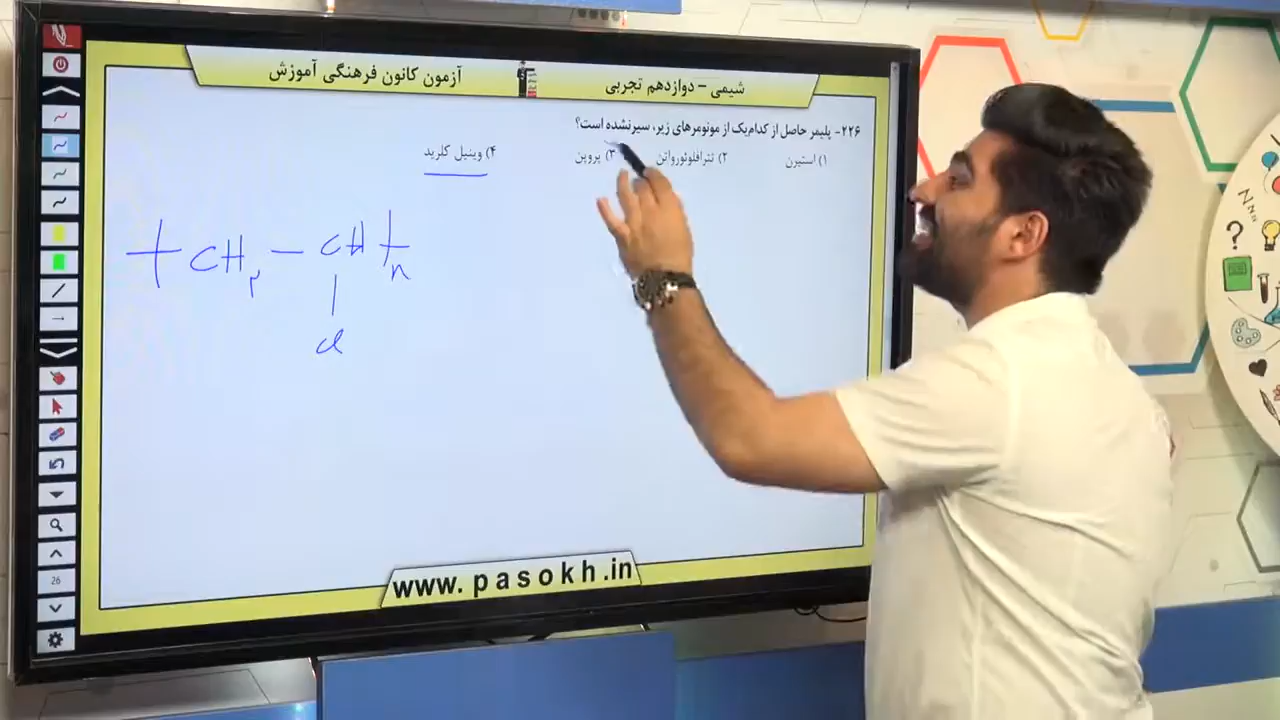 شیمی - دوازدهم تجربی
آزمون کانون فرهنگی آموزش
۲۲۶- پلیمر حاصل از کدام‌یک از مونومرهای زیر، سیرنشده است؟
۱) استیرن ۲) تترافلوئورواتن ۳) پروپن ۴) وینیل کلرید
CH۲ - CH n
Cl
www.pasokh.in
26